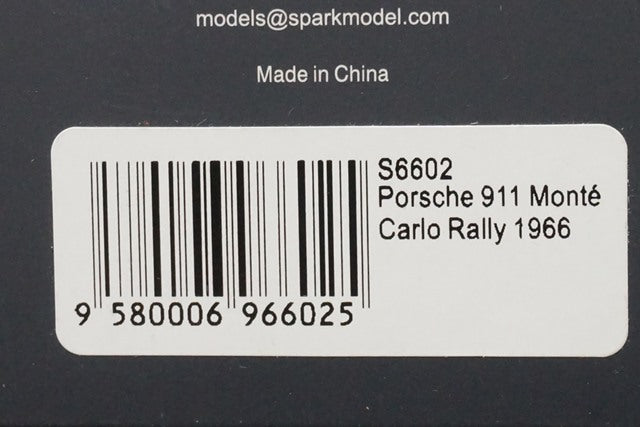 models@sparkmodel.com
Made in China
S6602
Porsche 911 Monté
Carlo Rally 1966
9 580006 966025